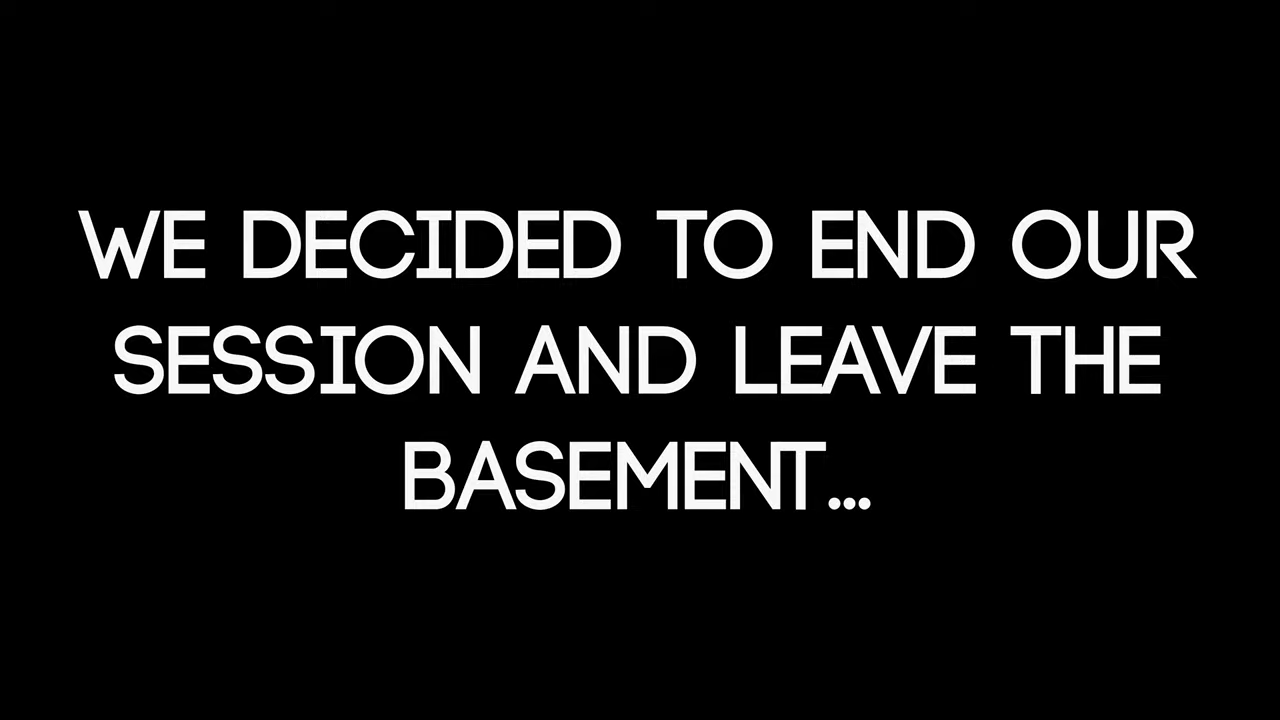 WE DECIDED TO END OUR
SESSION AND LEAVE THE
BASEMENT...